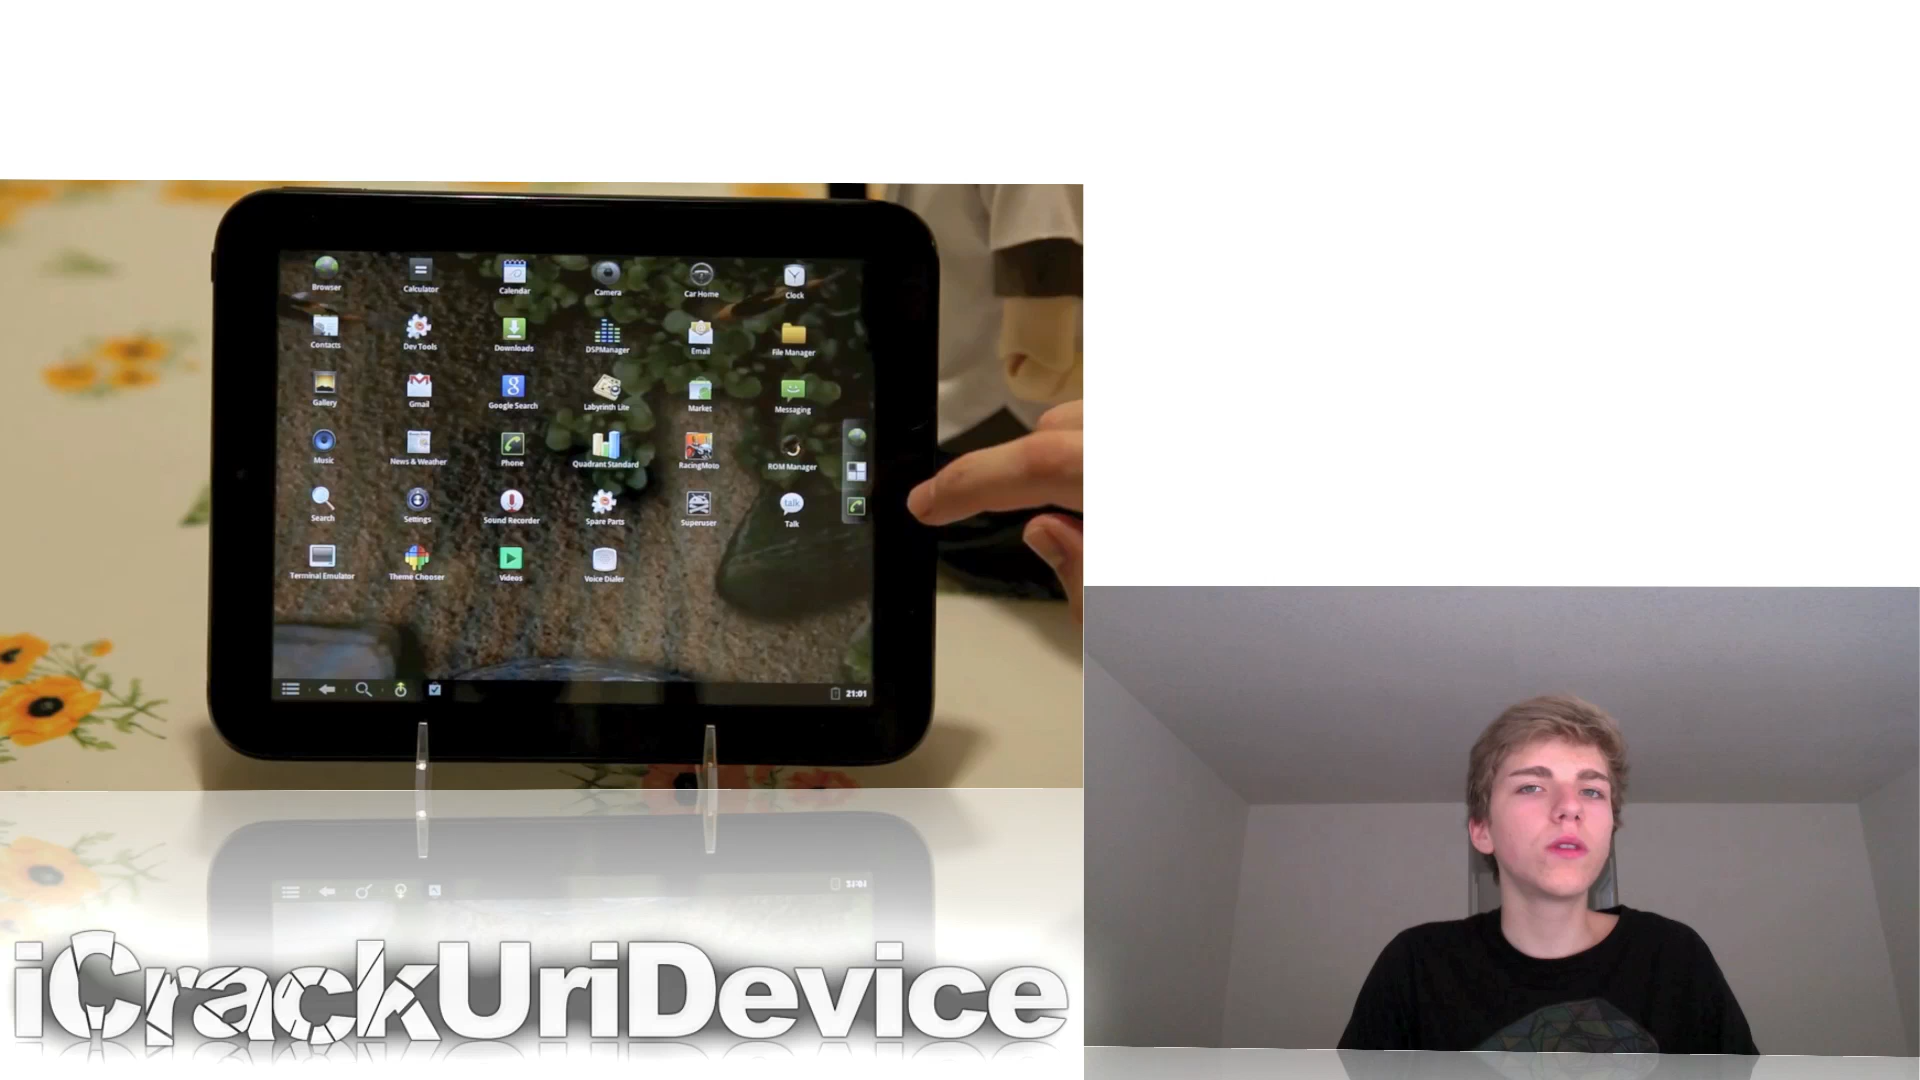 Browser Calculator Calendar Camera Car Home Clock
Contacts Dev Tools Downloads DSPManager Email File Manager
Gallery Gmail Google Search Labyrinth Lite Market Messaging
Music News & Weather Phone Quadrant Standard RacingMoto ROM Manager
talk
Search Settings Sound Recorder Spare Parts Superuser Talk
Terminal Emulator Theme Chooser Videos Voice Dialer
21:01
iCrackUriDevice